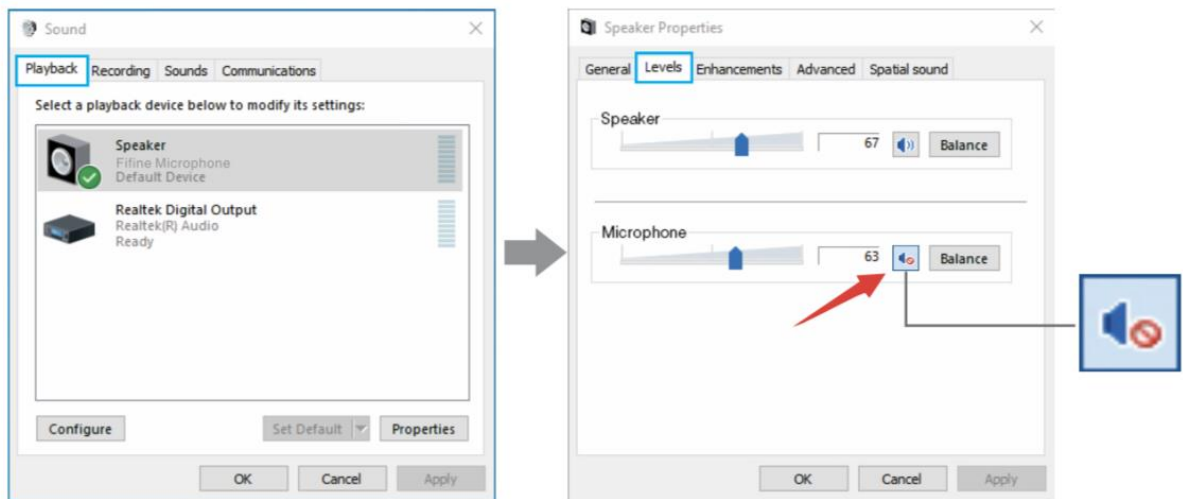 Sound
Playback Recording Sounds Communications
Select a playback device below to modify its settings:
Speaker
Fifine Microphone
Default Device
Realtek Digital Output
Realtek(R) Audio
Ready
Configure Set Default Properties
OK Cancel Apply
Speaker Properties
General Levels Enhancements Advanced Spatial sound
Speaker
67 Balance
Microphone
63 Balance
OK Cancel Apply